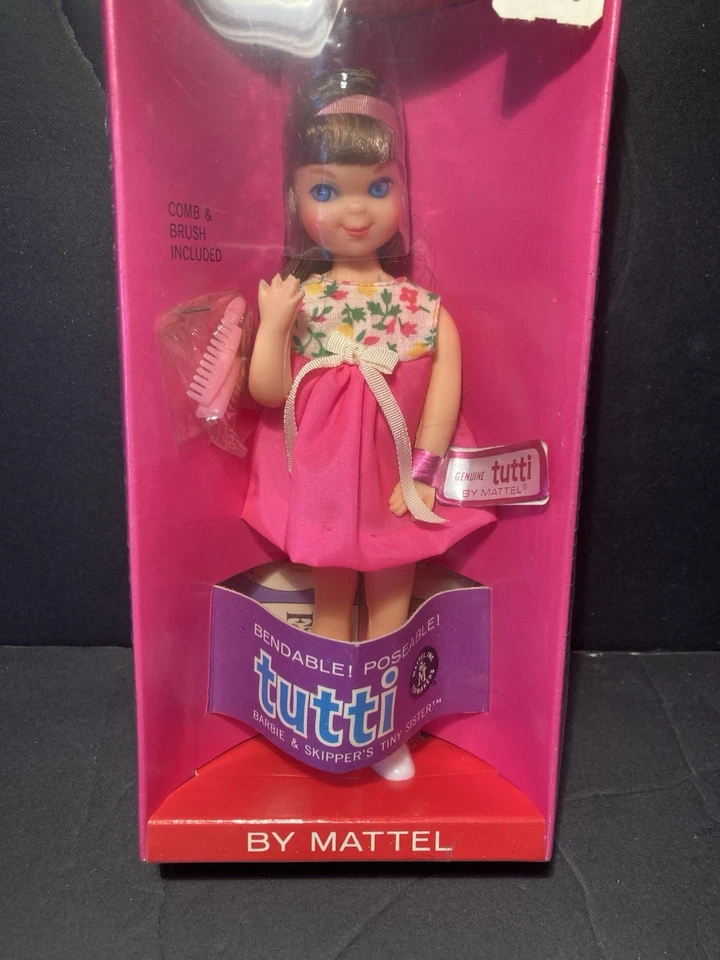 COMB &
BRUSH
INCLUDED
GENUINE tutti
BY MATTEL®
BENDABLE! POSEABLE!
tutti
BARBIE & SKIPPER'S TINY SISTER™
BY MATTEL